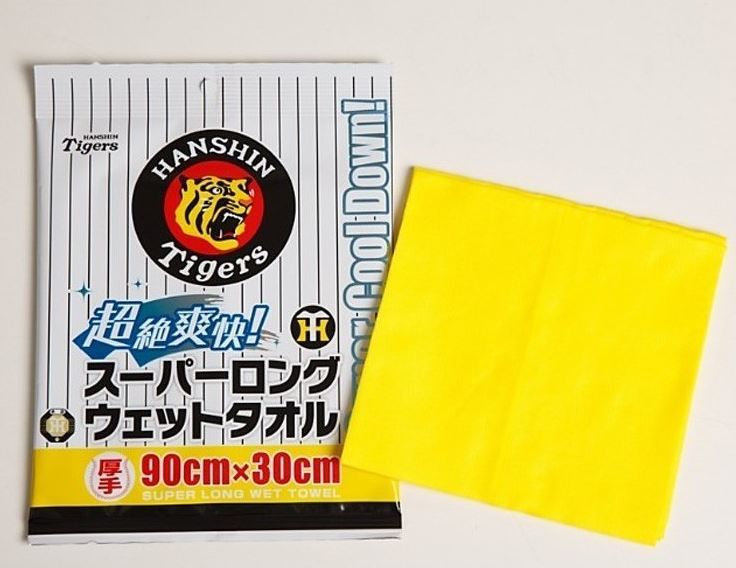 HANSHIN
Tigers
HANSHIN
Tigers
Cool Down!
超絶爽快!
HT
スーパーロング
ウェットタオル
厚手
90cm×30cm
SUPER LONG WET TOWEL